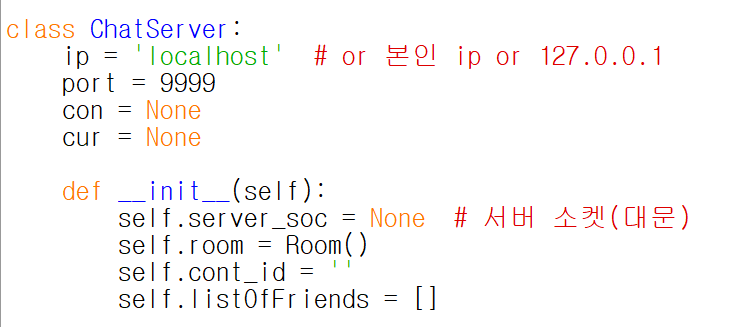 class ChatServer:
    ip = 'localhost'  # or 본인 ip or 127.0.0.1
    port = 9999
    con = None
    cur = None
    def __init__(self):
        self.server_soc = None  # 서버 소켓(대문)
        self.room = Room()
        self.cont_id = ''
        self.listOfFriends = []